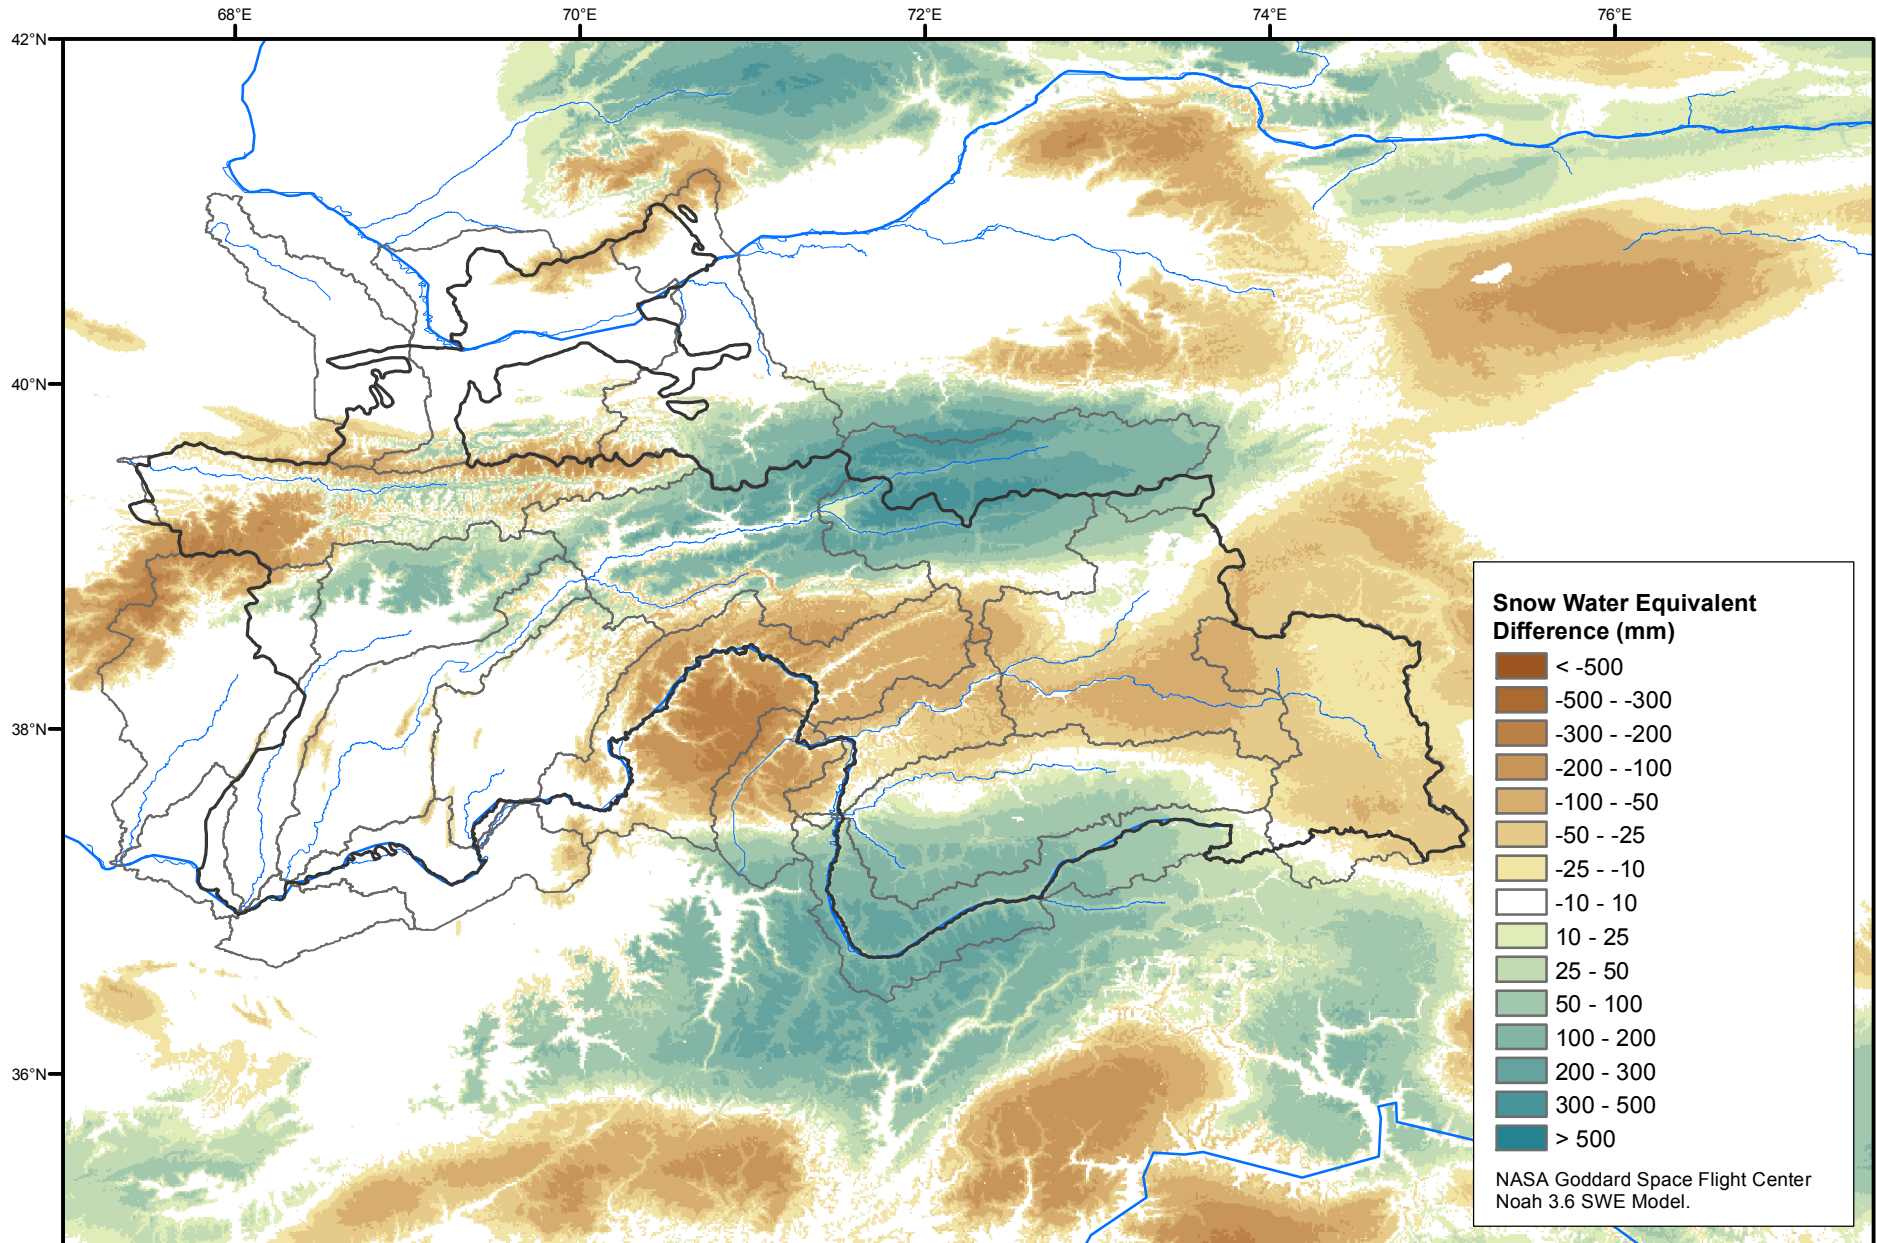 68°E 70°E 72°E 74°E 76°E
42°N
40°N
38°N
36°N
Snow Water Equivalent
Difference (mm)
< -500
-500 - -300
-300 - -200
-200 - -100
-100 - -50
-50 - -25
-25 - -10
-10 - 10
10 - 25
25 - 50
50 - 100
100 - 200
200 - 300
300 - 500
> 500
NASA Goddard Space Flight Center
Noah 3.6 SWE Model.